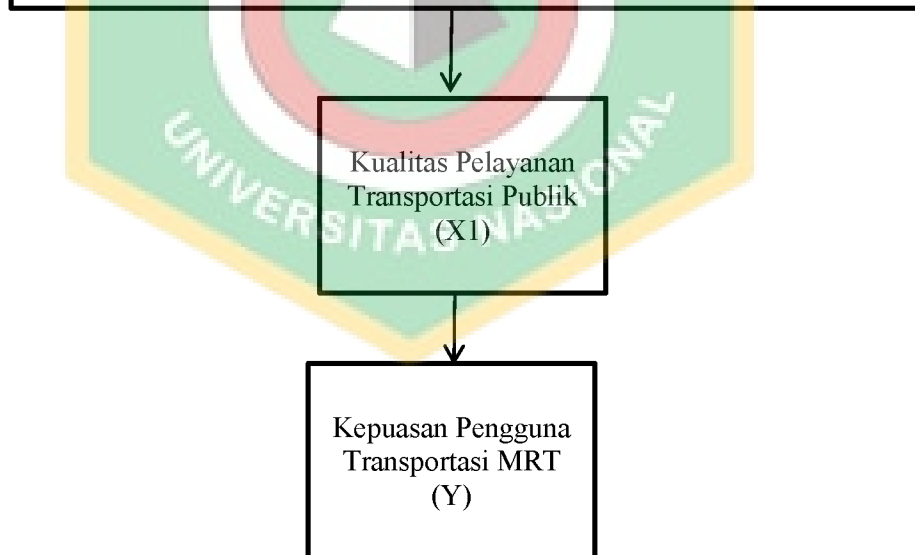 Kualitas Pelayanan
Transportasi Publik
(X1)
UNIVERSITAS NASIONAL
Kepuasan Pengguna
Transportasi MRT
(Y)